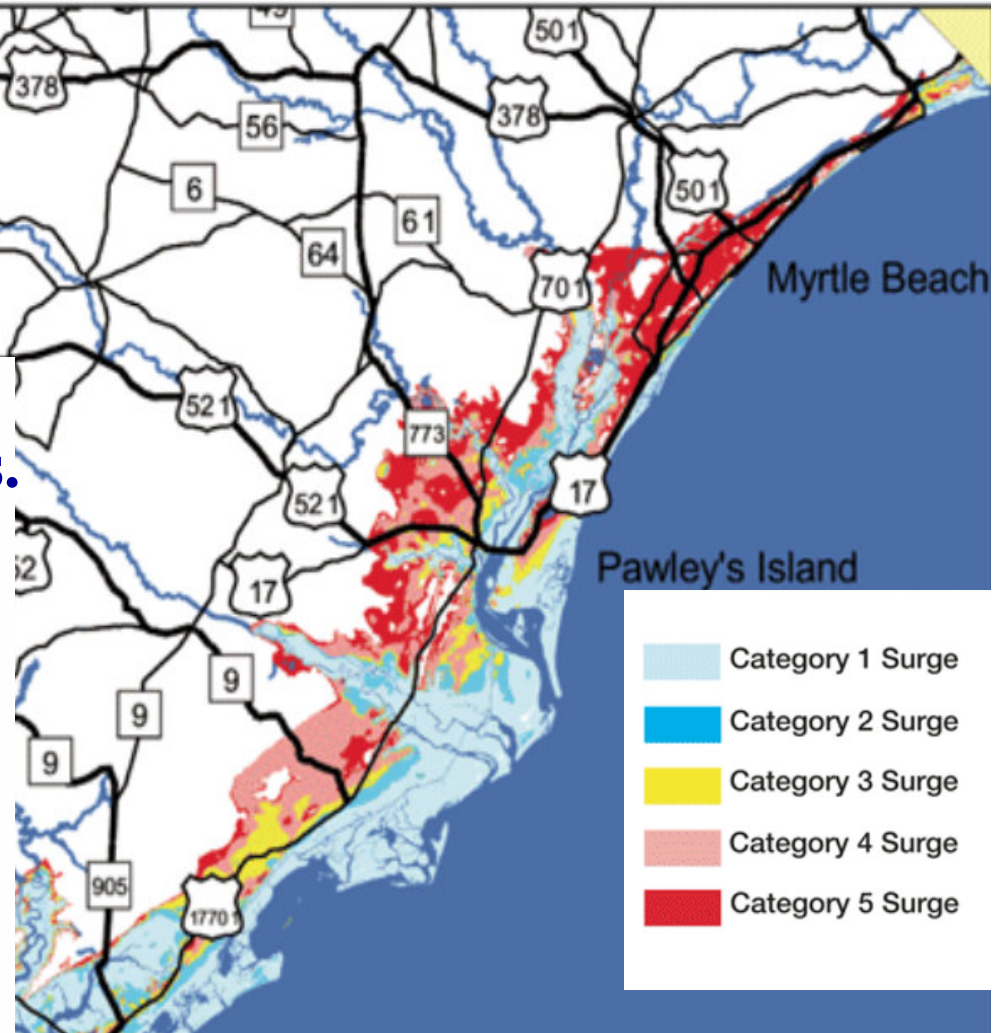 501
378
378
56
6
501
61
64
701
Myrtle Beach
521
773
521
17
Pawley's Island
17
9
9
9
905
17701
Category 1 Surge
Category 2 Surge
Category 3 Surge
Category 4 Surge
Category 5 Surge